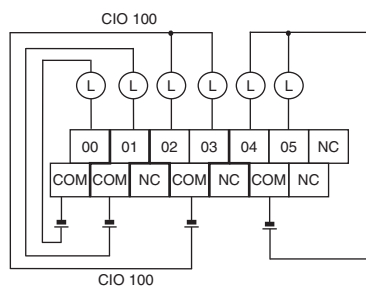 CIO 100
L L L L L L
00 01 02 03 04 05 NC
COM COM NC COM NC COM NC
CIO 100